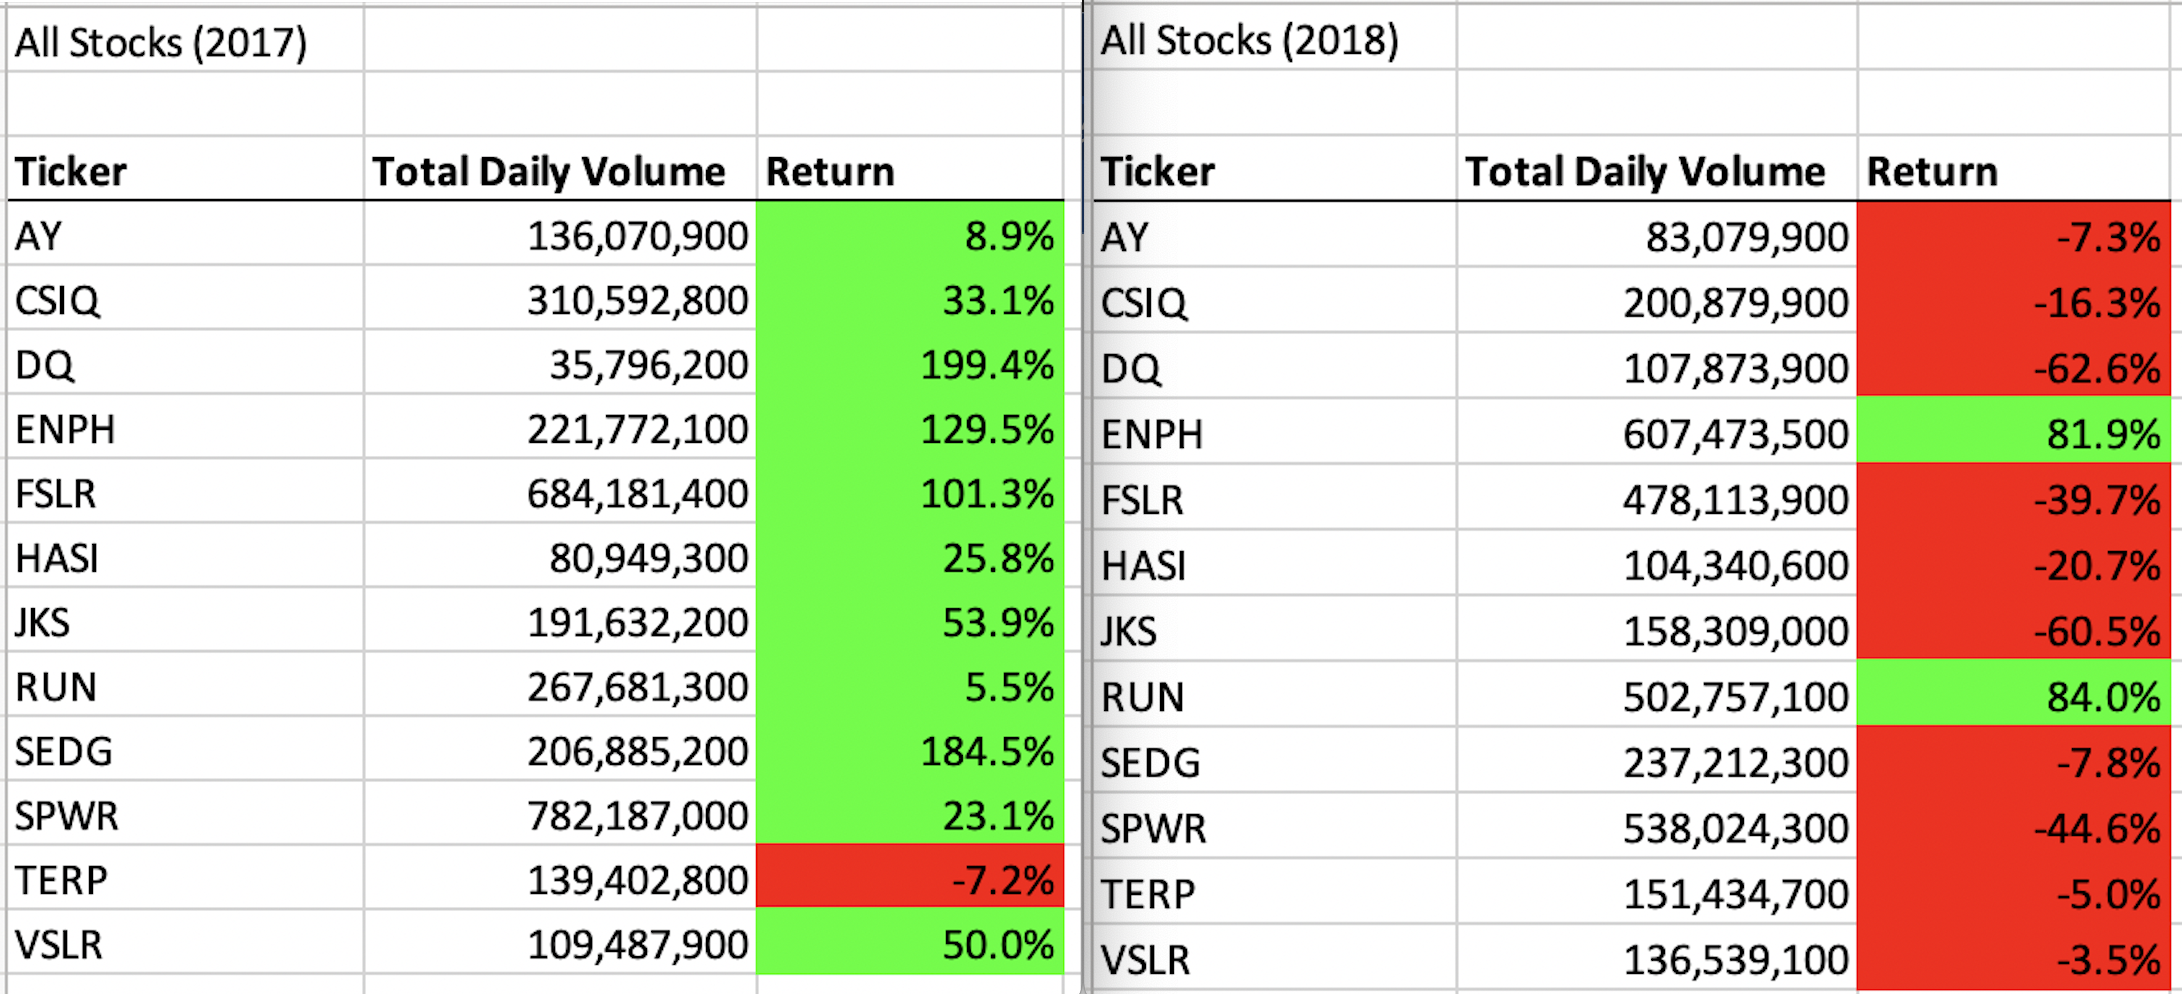 All Stocks (2017)
Ticker Total Daily Volume Return
AY 136,070,900 8.9%
CSIQ 310,592,800 33.1%
DQ 35,796,200 199.4%
ENPH 221,772,100 129.5%
FSLR 684,181,400 101.3%
HASI 80,949,300 25.8%
JKS 191,632,200 53.9%
RUN 267,681,300 5.5%
SEDG 206,885,200 184.5%
SPWR 782,187,000 23.1%
TERP 139,402,800 -7.2%
VSLR 109,487,900 50.0%
All Stocks (2018)
Ticker Total Daily Volume Return
AY 83,079,900 -7.3%
CSIQ 200,879,900 -16.3%
DQ 107,873,900 -62.6%
ENPH 607,473,500 81.9%
FSLR 478,113,900 -39.7%
HASI 104,340,600 -20.7%
JKS 158,309,000 -60.5%
RUN 502,757,100 84.0%
SEDG 237,212,300 -7.8%
SPWR 538,024,300 -44.6%
TERP 151,434,700 -5.0%
VSLR 136,539,100 -3.5%